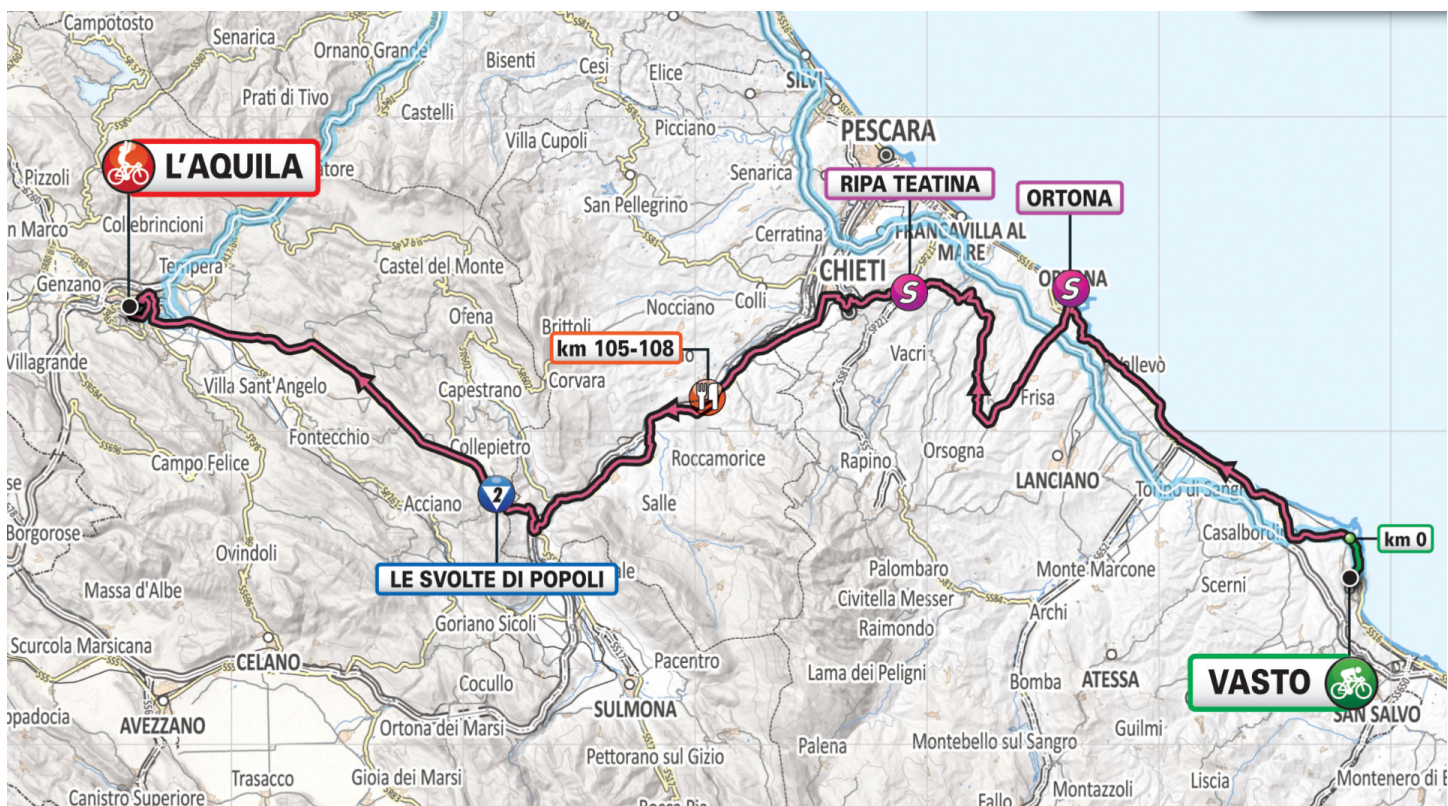 Campotosto
Senarica
Ornano Grande
Bisenti
Cesi
Elice
SILVI
Prati di Tivo
Castelli
Villa Cupoli
Picciano
PESCARA
L'AQUILA
Pizzoli
Senarica
RIPA TEATINA
ORTONA
San Pellegrino
Collebrincioni
Cerratina
FRANCAVILLA AL
MARE
Tempera
Castel del Monte
CHIETI
S
S
Genzano
Nocciano
Colli
Ofena
Brittoli
km 105-108
Vacri
Villagrande
Villa Sant'Angelo
Capestrano
Corvara
Frisa
Fontecchio
Collepietro
Roccamorice
Rapino
Orsogna
LANCIANO
Campo Felice
Acciano
2
Salle
Casalbordi
km 0
Borgorose
Ovindoli
LE SVOLTE DI POPOLI
Palombaro
Monte Marcone
Scerni
Massa d'Albe
Civitella Messer
Raimondo
Archi
Goriano Sicoli
Scurcola Marsicana
CELANO
Pacentro
Lama dei Peligni
Bomba
ATESSA
VASTO
Cocullo
SULMONA
SAN SALVO
AVEZZANO
Ortona dei Marsi
Guilmi
Pettorano sul Gizio
Palena
Montebello sul Sangro
Trasacco
Gioia dei Marsi
Liscia
Montenero di
Canistro Superiore
Fallo
Montazzoli